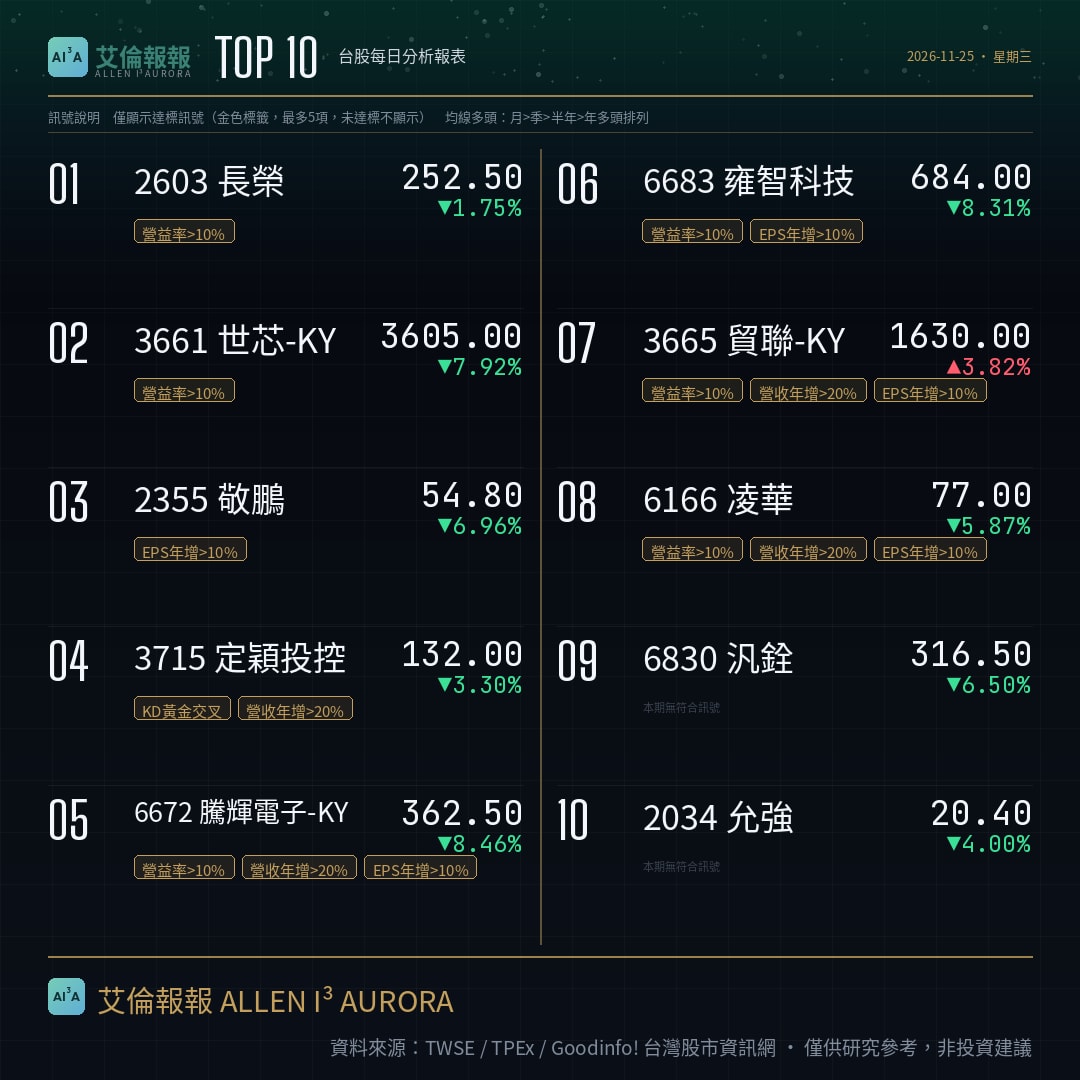 AI³A 艾倫報報 ALLEN I³AURORA TOP 10 台股每日分析報表 2026-11-25 • 星期三
訊號說明 僅顯示達標訊號（金色標籤，最多5項，未達標不顯示） 均線多頭：月>季>半年>年多頭排列
01 2603 長榮 252.50
▼1.75%
營益率>10%
02 3661 世芯-KY 3605.00
▼7.92%
營益率>10%
03 2355 敬鵬 54.80
▼6.96%
EPS年增>10%
04 3715 定穎投控 132.00
▼3.30%
KD黃金交叉 營收年增>20%
05 6672 騰輝電子-KY 362.50
▼8.46%
營益率>10% 營收年增>20% EPS年增>10%
06 6683 雍智科技 684.00
▼8.31%
營益率>10% EPS年增>10%
07 3665 貿聯-KY 1630.00
▲3.82%
營益率>10% 營收年增>20% EPS年增>10%
08 6166 凌華 77.00
▼5.87%
營益率>10% 營收年增>20% EPS年增>10%
09 6830 汎銓 316.50
▼6.50%
本期無符合訊號
10 2034 允強 20.40
▼4.00%
本期無符合訊號
AI³A 艾倫報報 ALLEN I³ AURORA
資料來源：TWSE / TPEx / Goodinfo! 台灣股市資訊網 • 僅供研究參考，非投資建議